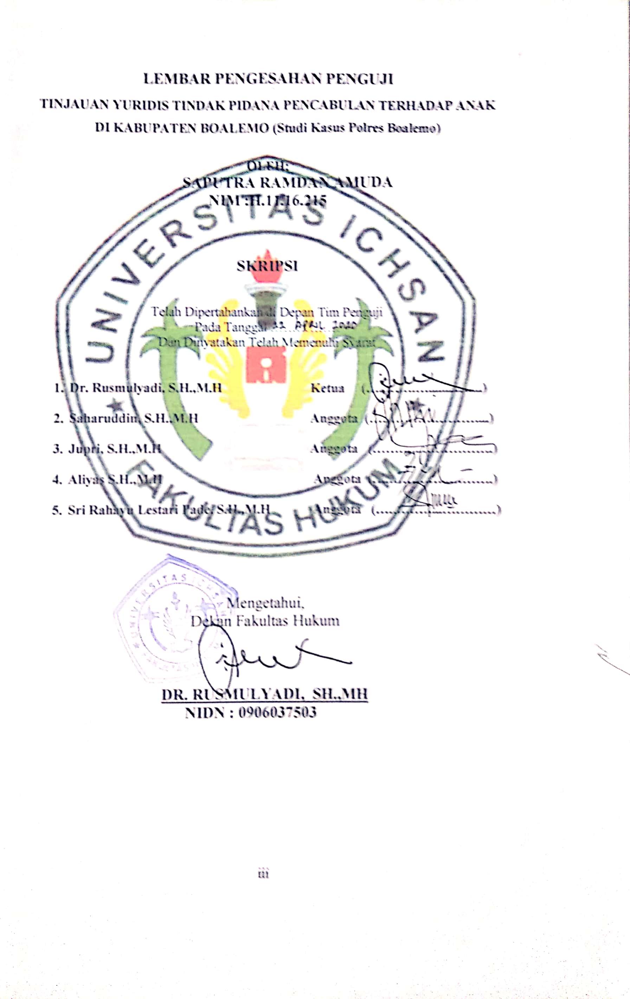 LEMBAR PENGESAHAN PENGUJI
TINJAUAN YURIDIS TINDAK PIDANA PENCABULAN TERHADAP ANAK
DI KABUPATEN BOALEMO (Studi Kasus Polres Boalemo)
OLEH:
SAPUTRA RAMDAN AMUDA
NIM :H.11.16.215
UNIVERSITAS ICHSAN
SKRIPSI
Telah Dipertahankan di Depan Tim Penguji
Pada Tanggal 22 APRIL 2020
Dan Dinyatakan Telah Memenuhi Syarat
1. Dr. Rusmulyadi, S.H.,M.H Ketua (..............................)
2. Saharuddin, S.H.,M.H Anggota (..............................)
3. Jupri, S.H.,M.H Anggota (..............................)
4. Aliyas S.H.,M.H Anggota (..............................)
5. Sri Rahayu Lestari Pade, S.H.,M.H Anggota (..............................)
FAKULTAS HUKUM
UNIVERSITAS ICHSAN
Mengetahui,
Dekan Fakultas Hukum
DR. RUSMULYADI, SH.,MH
NIDN : 0906037503
iii